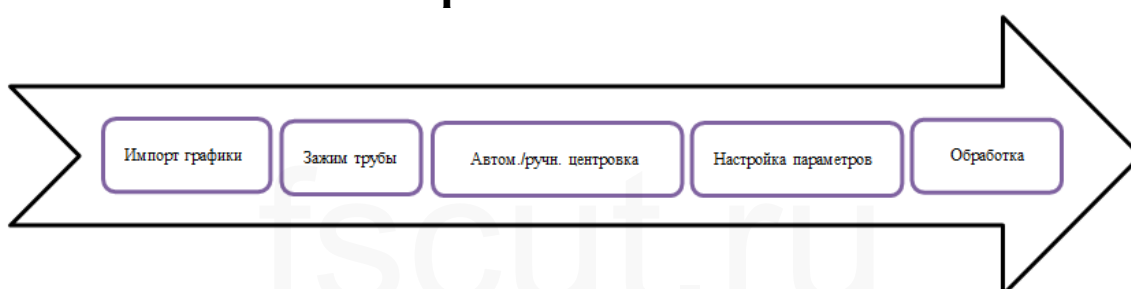 Импорт графики
Зажим трубы
Автом./ручн. центровка
Настройка параметров
Обработка
fscut.ru